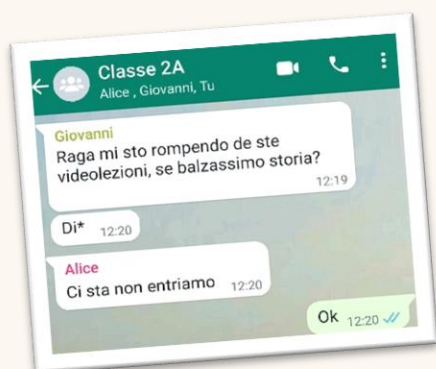 Classe 2A
Alice , Giovanni, Tu
Giovanni
Raga mi sto rompendo de ste
videolezioni, se balzassimo storia?
12:19
Di* 12:20
Alice
Ci sta non entriamo 12:20
Ok 12:20